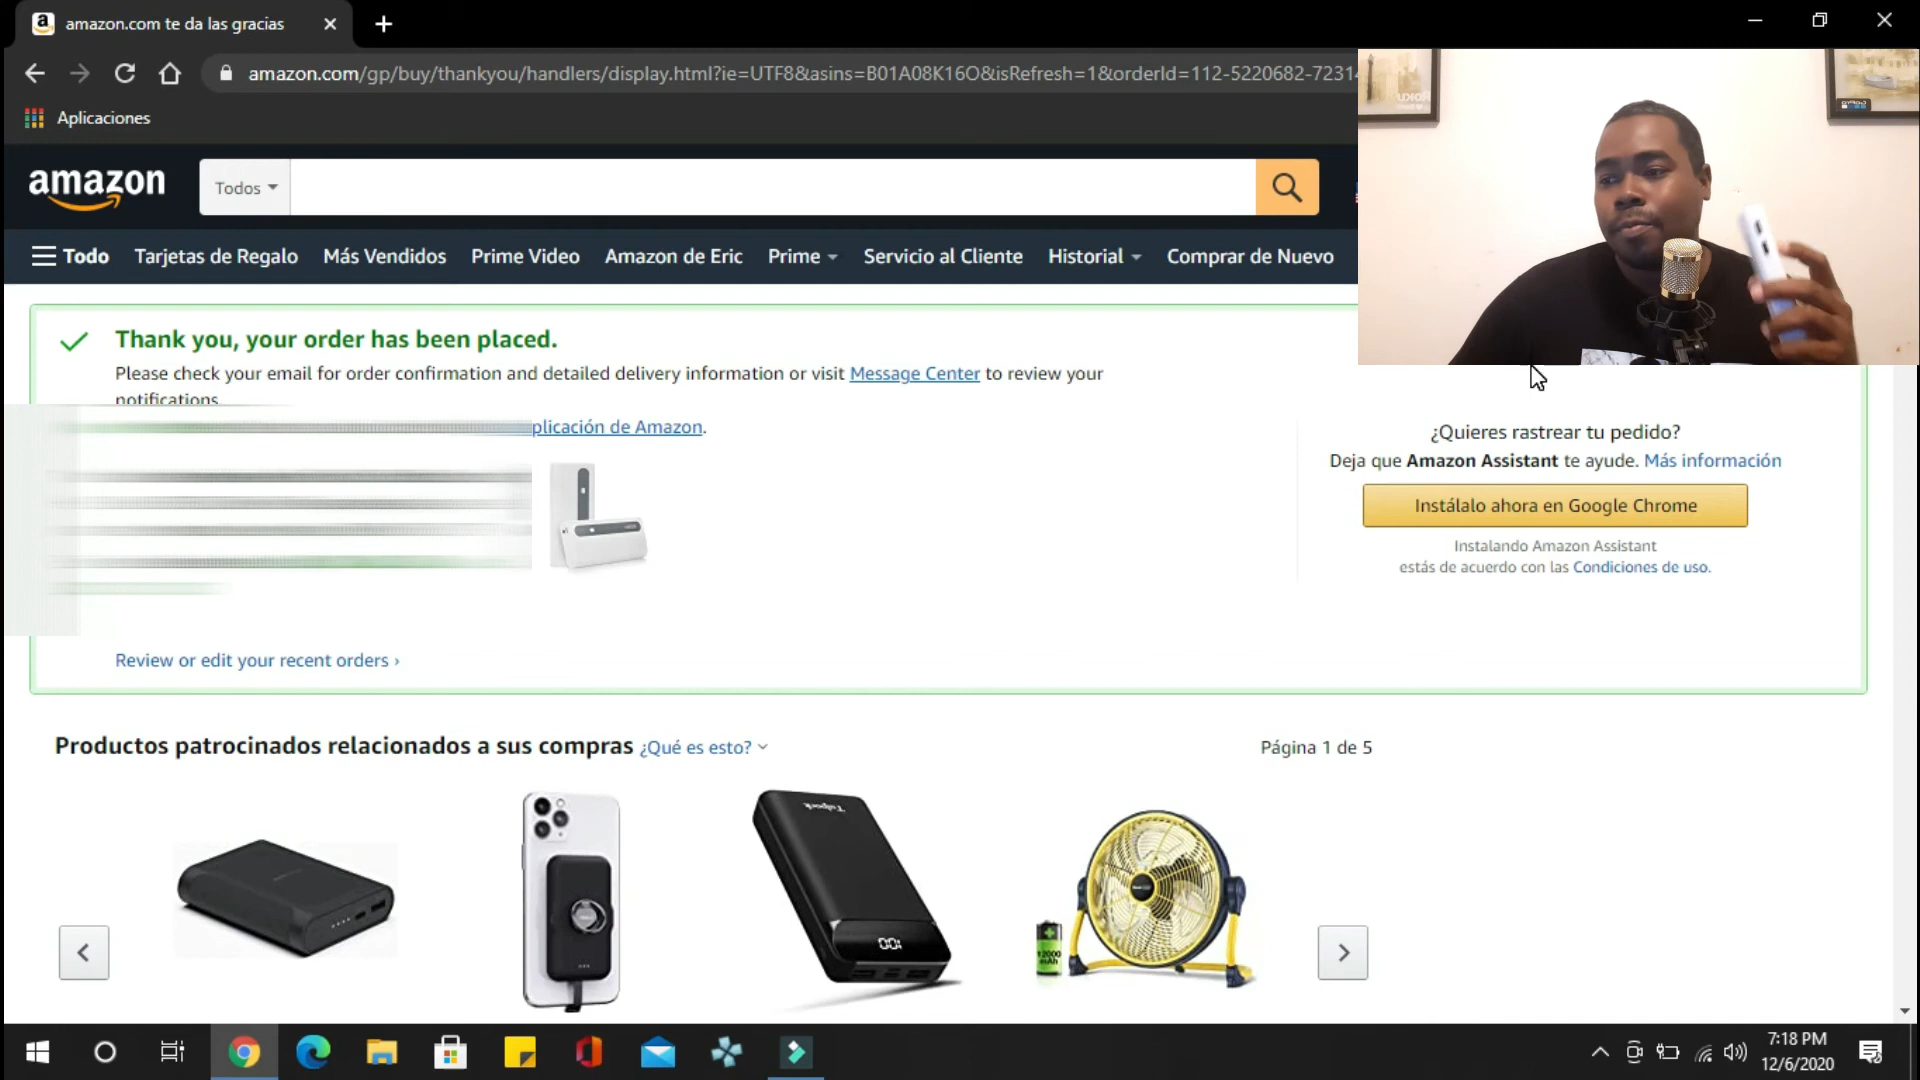 amazon.com te da las gracias
amazon.com/gp/buy/thankyou/handlers/display.html?ie=UTF8&asins=B01A08K16O&isRefresh=1&orderId=112-5220682-7231
Aplicaciones
amazon
Todos
Todo Tarjetas de Regalo Más Vendidos Prime Video Amazon de Eric Prime Servicio al Cliente Historial Comprar de Nuevo
Thank you, your order has been placed.
Please check your email for order confirmation and detailed delivery information or visit Message Center to review your
notifications.
plicación de Amazon.
¿Quieres rastrear tu pedido?
Deja que Amazon Assistant te ayude. Más información
Instálalo ahora en Google Chrome
Instalando Amazon Assistant
estás de acuerdo con las Condiciones de uso.
Review or edit your recent orders ›
Productos patrocinados relacionados a sus compras ¿Qué es esto?
Página 1 de 5
12000
mAh
7:18 PM
12/6/2020